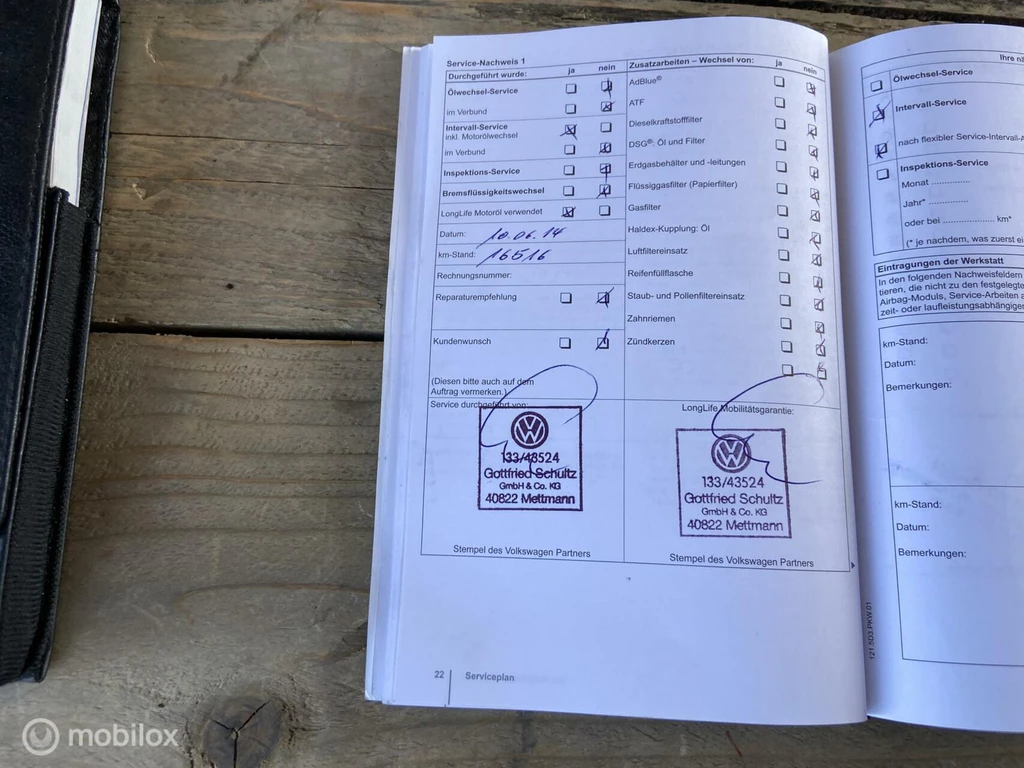 Service-Nachweis 1
Durchgeführt wurde: ja nein
Ölwechsel-Service
im Verbund
Intervall-Service
inkl. Motorölwechsel
im Verbund
Inspektions-Service
Bremsflüssigkeitswechsel
LongLife Motoröl verwendet
Datum: 10.06.14
km-Stand: 16516
Rechnungsnummer:
Reparaturempfehlung
Kundenwunsch
(Diesen bitte auch auf dem
Auftrag vermerken.)
Service durchgeführt von:
133/43524
Gottfried Schultz
GmbH & Co. KG
40822 Mettmann
Stempel des Volkswagen Partners
Zusatzarbeiten – Wechsel von: ja nein
AdBlue®
ATF
Dieselkraftstofffilter
DSG®: Öl und Filter
Erdgasbehälter und -leitungen
Flüssiggasfilter (Papierfilter)
Gasfilter
Haldex-Kupplung: Öl
Luftfiltereinsatz
Reifenfüllflasche
Staub- und Pollenfiltereinsatz
Zahnriemen
Zündkerzen
LongLife Mobilitätsgarantie:
133/43524
Gottfried Schultz
GmbH & Co. KG
40822 Mettmann
Stempel des Volkswagen Partners
22 Serviceplan
Ihre
Ölwechsel-Service
Intervall-Service
nach flexibler Service-Intervall-
Inspektions-Service
Monat ..............
Jahr* ..............
oder bei .................. km*
(* je nachdem, was zuerst
Eintragungen der Werkstatt
In den folgenden Nachweisfeldern
tieren, die nicht zu den festgelegte
Airbag-Moduls, Service-Arbeiten
zeit- oder laufleistungsabhängige
km-Stand:
Datum:
Bemerkungen:
km-Stand:
Datum:
Bemerkungen:
121.5D3.PKW.01
mobilox